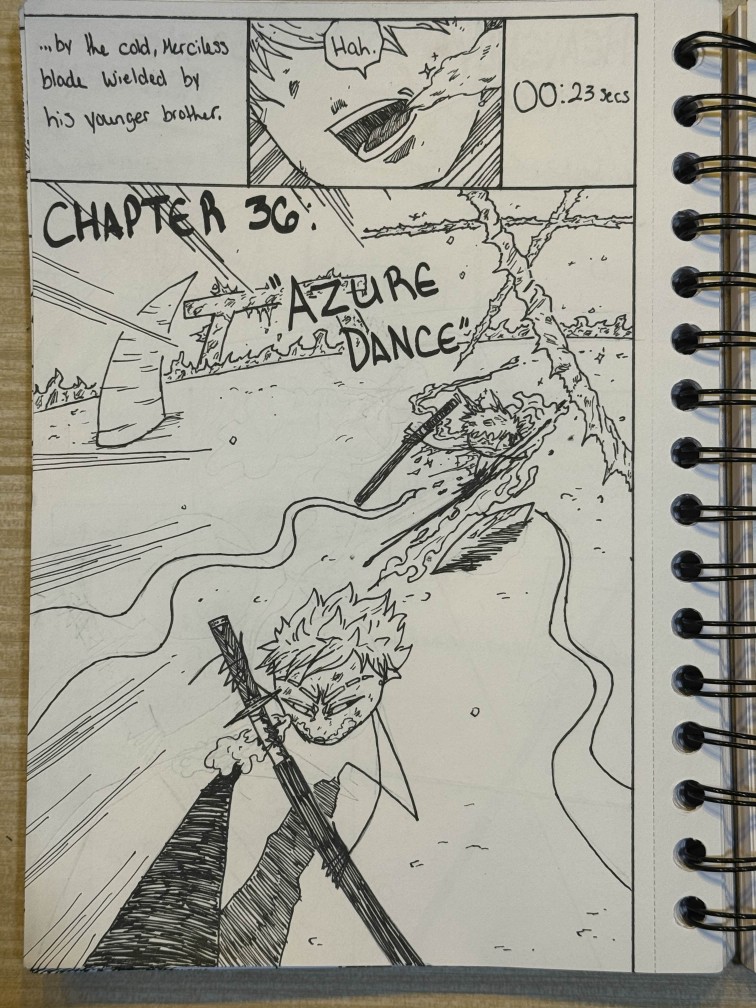 ...by the cold, Merciless
blade wielded by
his younger brother.
Hah.
00:23 secs
CHAPTER 36:
"AZURE
DANCE"